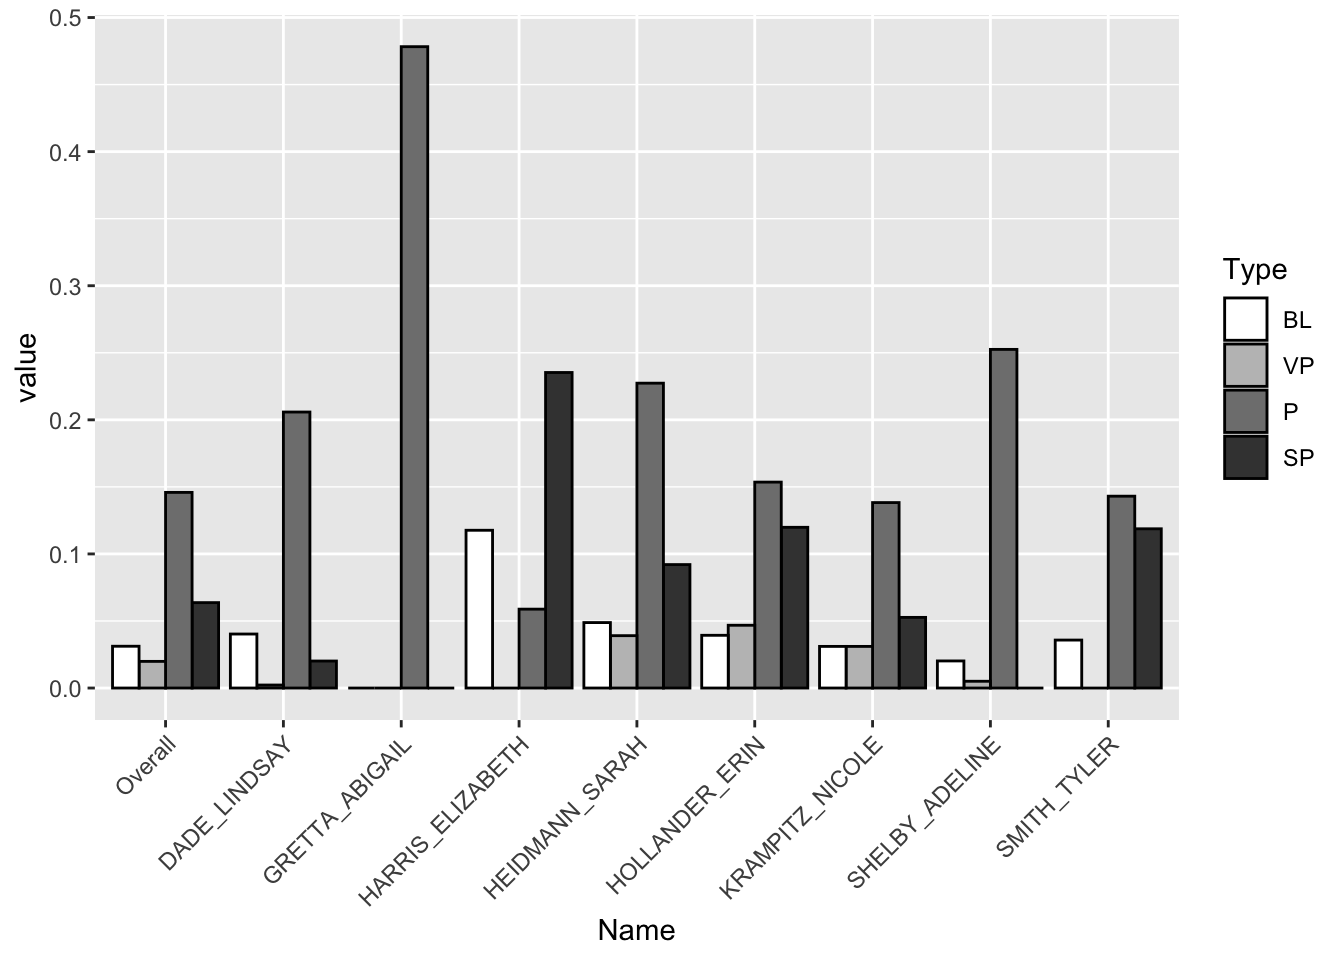 0.5
0.4
0.3
0.2
0.1
0.0
value
Overall
DADE_LINDSAY
GRETTA_ABIGAIL
HARRIS_ELIZABETH
HEIDMANN_SARAH
HOLLANDER_ERIN
KRAMPITZ_NICOLE
SHELBY_ADELINE
SMITH_TYLER
Name
Type
BL
VP
P
SP